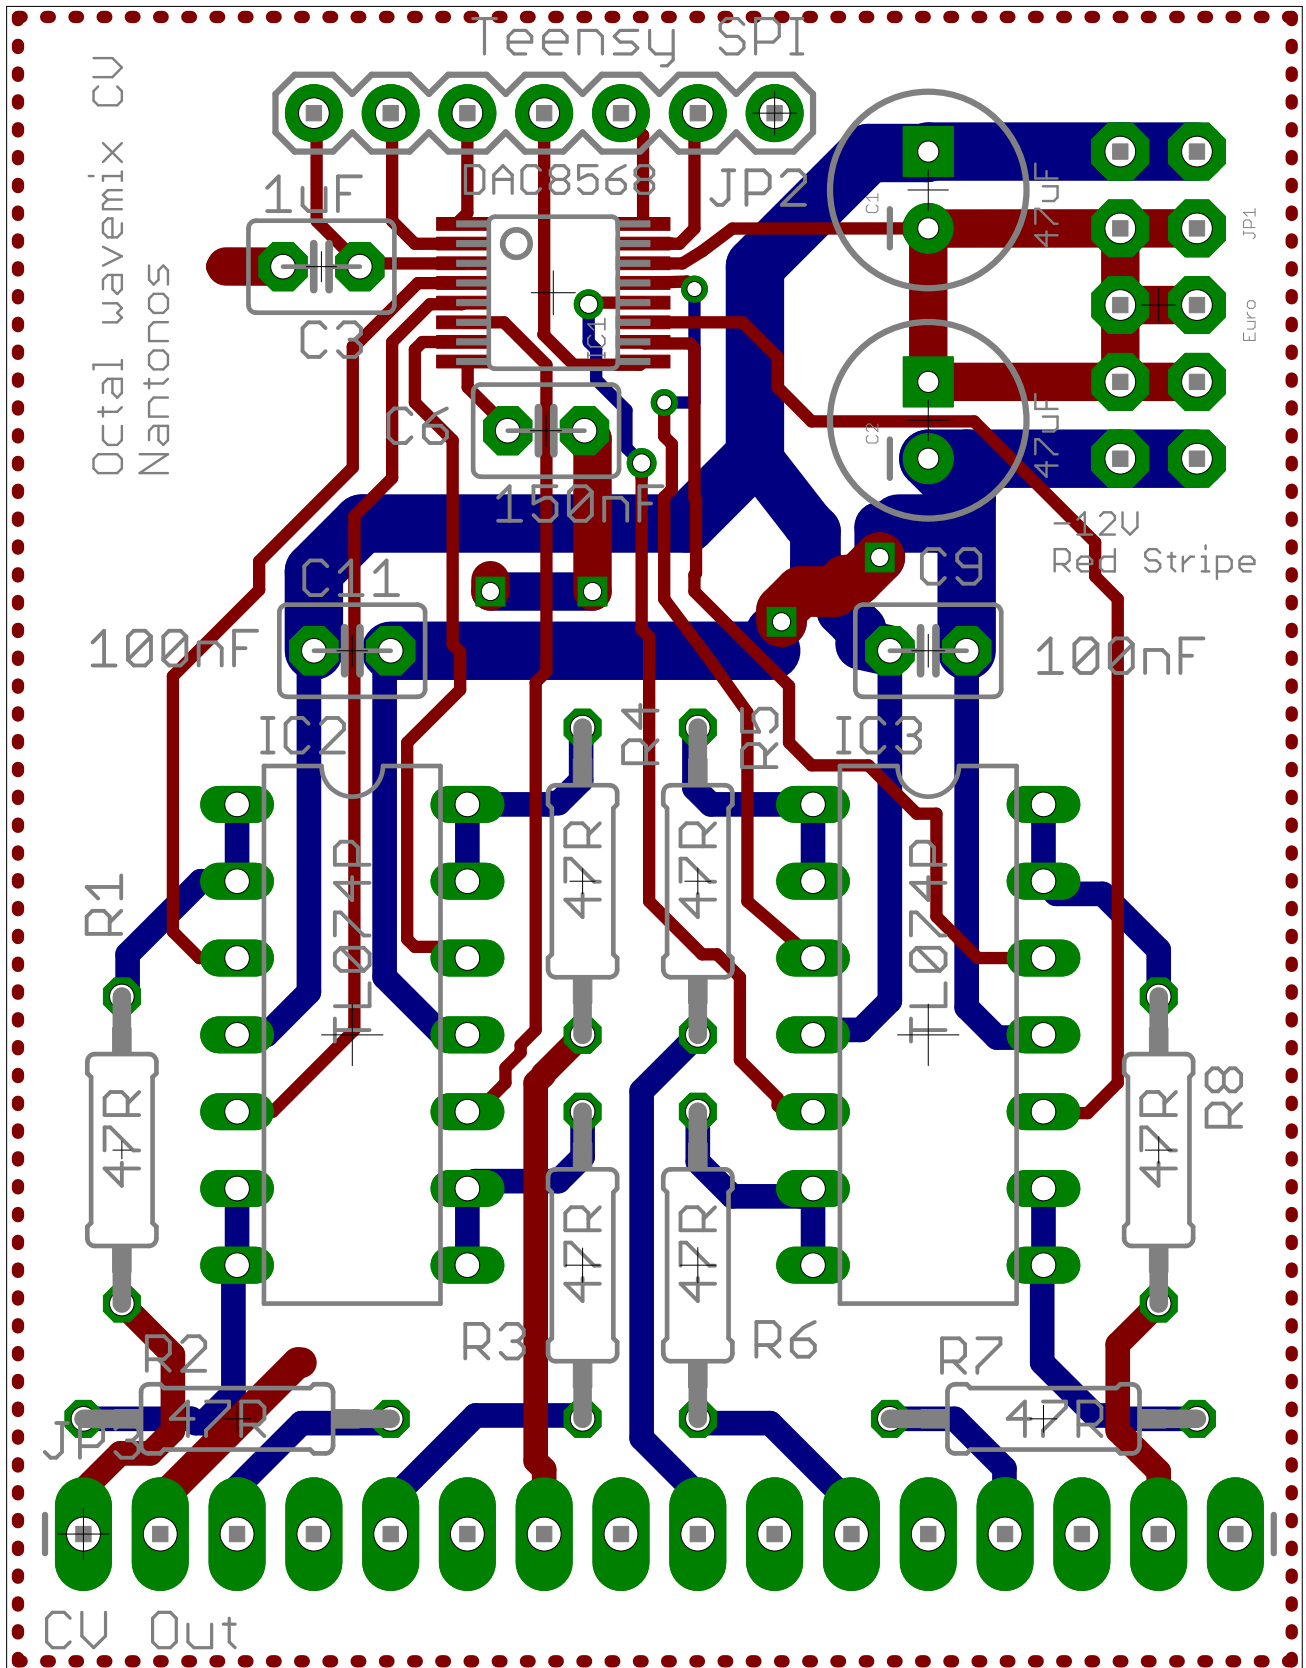 Teensy SPI
Octal wavemix CV
Nantonos
1uF
DAC8568
JP2
C1
47uF
JP1
C3
IC1
Euro
C6
C2
47uF
150nF
-12V
Red Stripe
C11
C9
100nF
100nF
IC2
R4
R5
IC3
47R
47R
TL074P
TL074P
R1
47R
R8
47R
47R
47R
R2
R3
R6
R7
47R
47R
JP3
CV Out